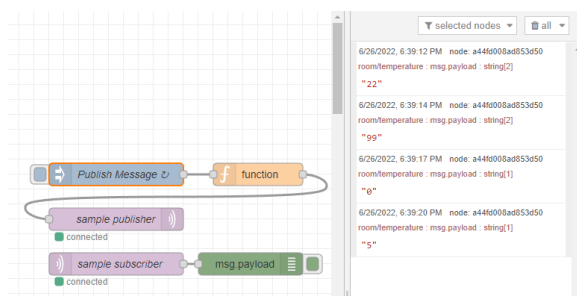 Publish Message ↻
function
sample publisher
connected
sample subscriber
msg.payload
connected
selected nodes
all
6/26/2022, 6:39:12 PM node: a44fd008ad853d50
room/temperature : msg.payload : string[2]
"22"
6/26/2022, 6:39:14 PM node: a44fd008ad853d50
room/temperature : msg.payload : string[2]
"99"
6/26/2022, 6:39:17 PM node: a44fd008ad853d50
room/temperature : msg.payload : string[1]
"0"
6/26/2022, 6:39:20 PM node: a44fd008ad853d50
room/temperature : msg.payload : string[1]
"5"